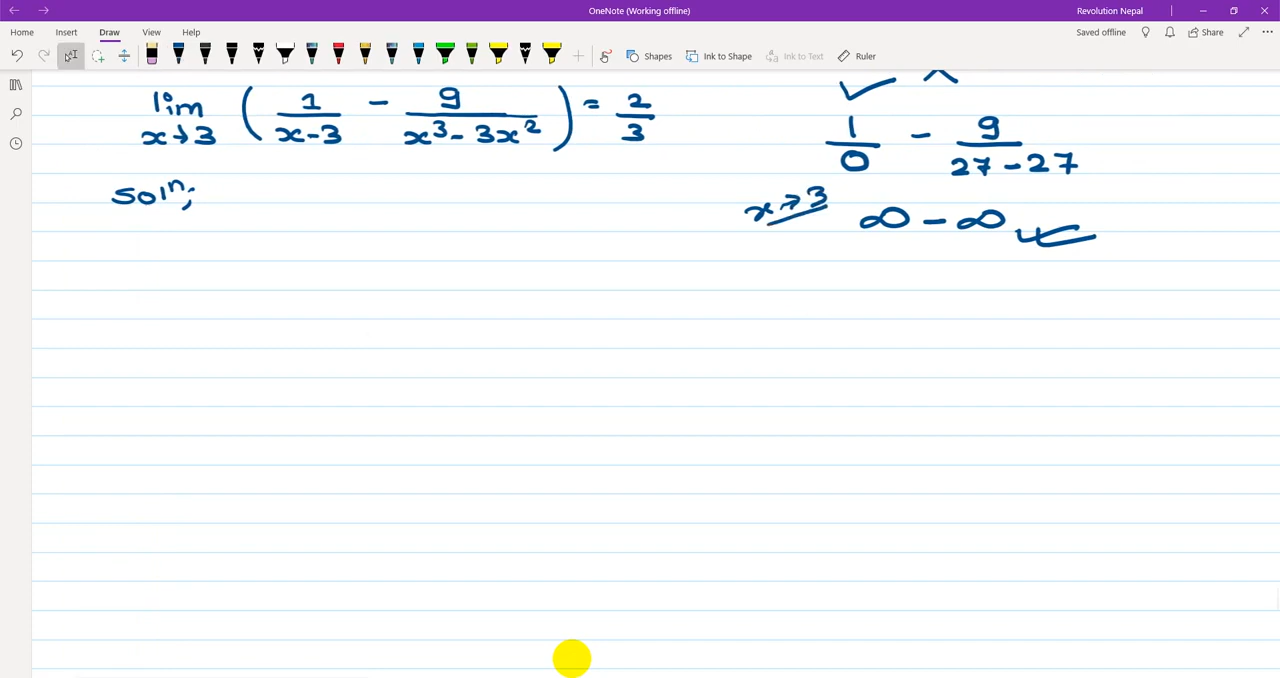 OneNote (Working offline)
Revolution Nepal
Home Insert Draw View Help
Saved offline
Share
Shapes
Ink to Shape
Ink to Text
Ruler
lim x→3 ( 1/(x-3) - 9/(x³-3x²) ) = 2/3
Solⁿ;
1/0 - 9/(27-27)
x→3
∞ - ∞